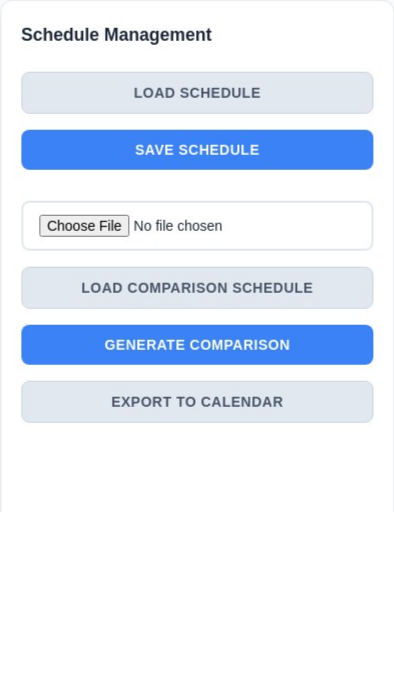 Schedule Management
LOAD SCHEDULE
SAVE SCHEDULE
Choose File No file chosen
LOAD COMPARISON SCHEDULE
GENERATE COMPARISON
EXPORT TO CALENDAR